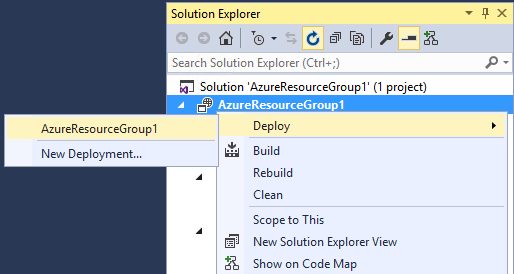 Solution Explorer
Search Solution Explorer (Ctrl+;)
Solution 'AzureResourceGroup1' (1 project)
AzureResourceGroup1
AzureResourceGroup1
New Deployment...
Deploy
Build
Rebuild
Clean
Scope to This
New Solution Explorer View
Show on Code Map